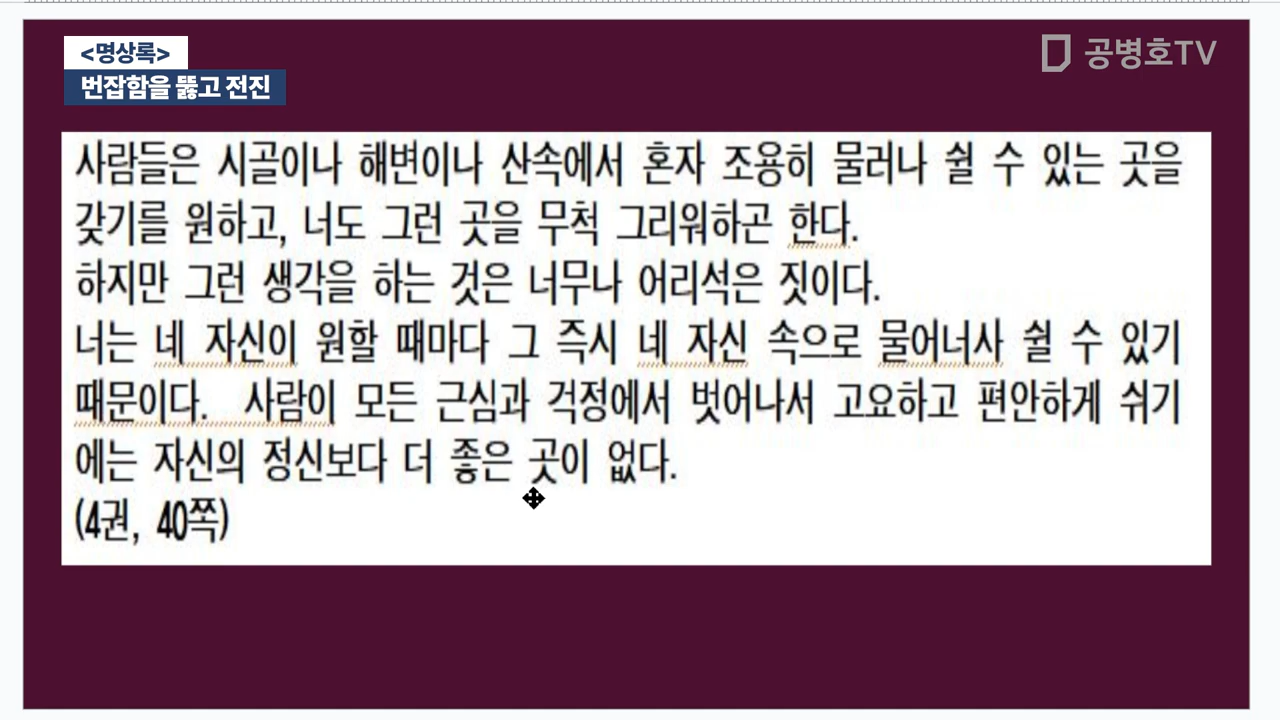 <명상록>
번잡함을 뚫고 전진
공병호TV
사람들은 시골이나 해변이나 산속에서 혼자 조용히 물러나 쉴 수 있는 곳을
갖기를 원하고, 너도 그런 곳을 무척 그리워하곤 한다.
하지만 그런 생각을 하는 것은 너무나 어리석은 짓이다.
너는 네 자신이 원할 때마다 그 즉시 네 자신 속으로 물어너사 쉴 수 있기
때문이다. 사람이 모든 근심과 걱정에서 벗어나서 고요하고 편안하게 쉬기
에는 자신의 정신보다 더 좋은 곳이 없다.
(4권, 40쪽)